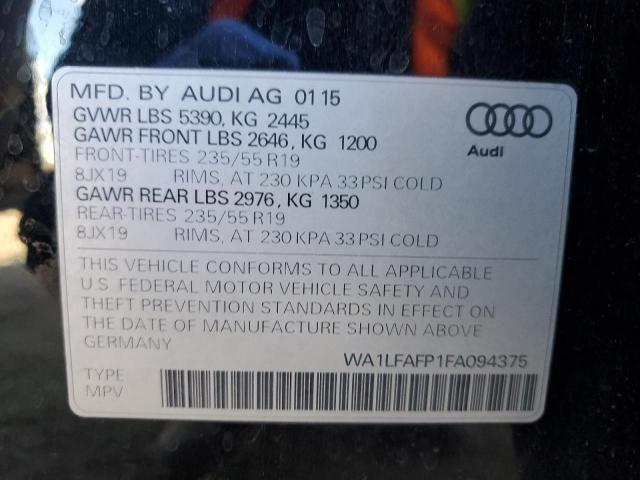 MFD. BY AUDI AG 01 15
GVWR LBS 5390, KG 2445
GAWR FRONT LBS 2646, KG 1200
FRONT-TIRES 235/55 R19
8JX19 RIMS, AT 230 KPA 33 PSI COLD
GAWR REAR LBS 2976, KG 1350
REAR-TIRES 235/55 R19
8JX19 RIMS, AT 230 KPA 33 PSI COLD
Audi
THIS VEHICLE CONFORMS TO ALL APPLICABLE
U.S. FEDERAL MOTOR VEHICLE SAFETY AND
THEFT PREVENTION STANDARDS IN EFFECT ON
THE DATE OF MANUFACTURE SHOWN ABOVE
GERMANY
WA1LFAFP1FA094375
TYPE
MPV